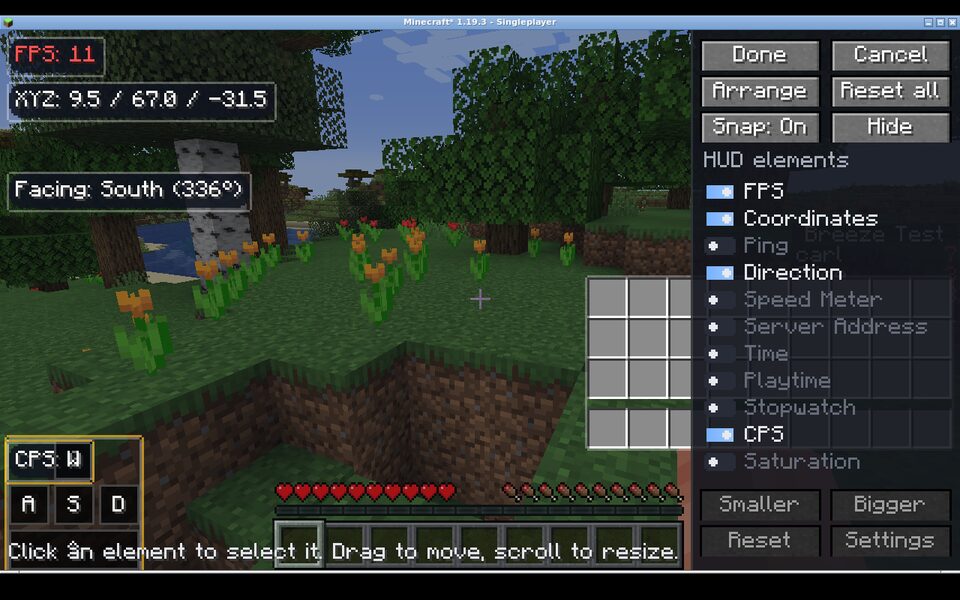 Minecraft* 1.19.3 - Singleplayer
FPS: 11
XYZ: 9.5 / 67.0 / -31.5
Facing: South (336°)
Done
Cancel
Arrange
Reset all
Snap: On
Hide
HUD elements
FPS
Coordinates
Ping
Breeze Test
carl
Direction
Speed Meter
Server Address
Time
Playtime
Stopwatch
CPS
Saturation
Smaller
Bigger
Reset
Settings
CPS W
A S D
Click an element to select it. Drag to move, scroll to resize.